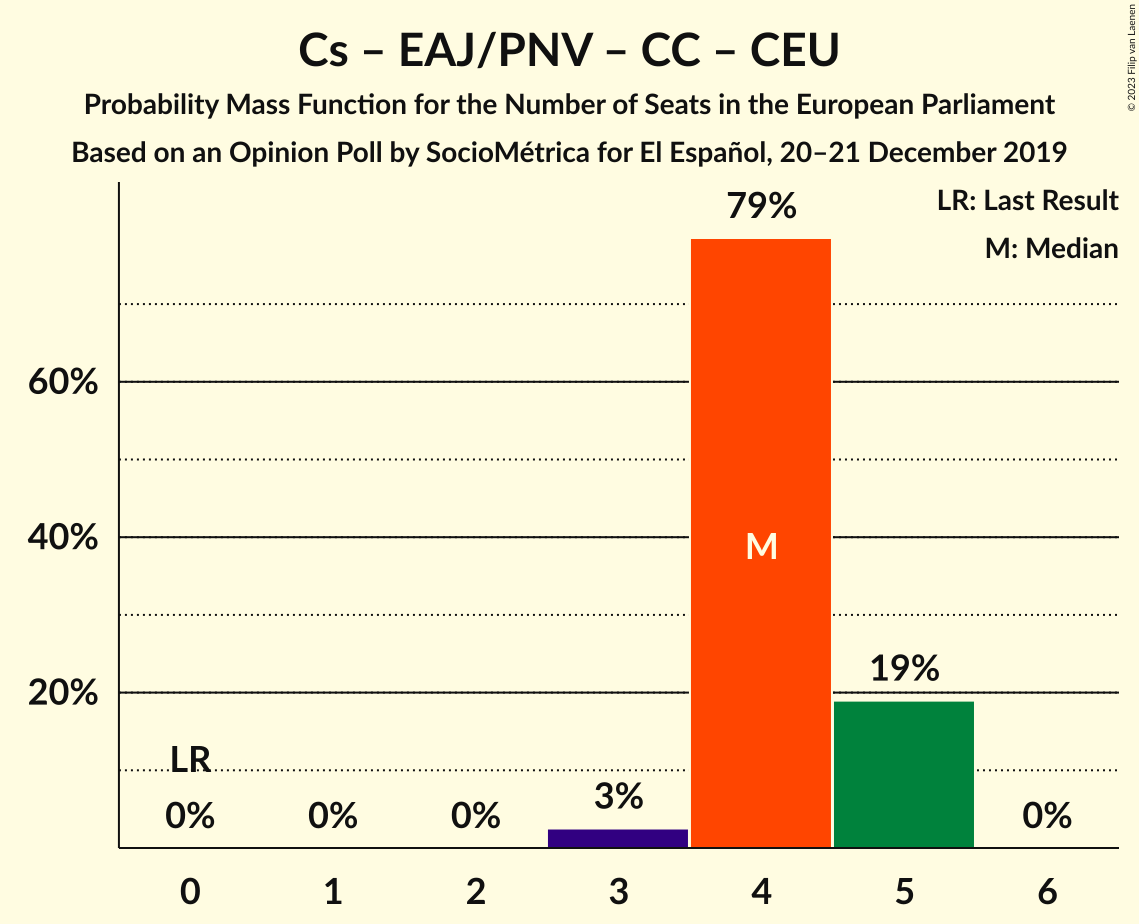 Cs – EAJ/PNV – CC – CEU
Probability Mass Function for the Number of Seats in the European Parliament
Based on an Opinion Poll by SocioMétrica for El Español, 20–21 December 2019
© 2023 Filip van Laenen
LR: Last Result
M: Median
79%
60%
40%
M
20%
19%
LR
0%
0%
0%
3%
0%
0
1
2
3
4
5
6